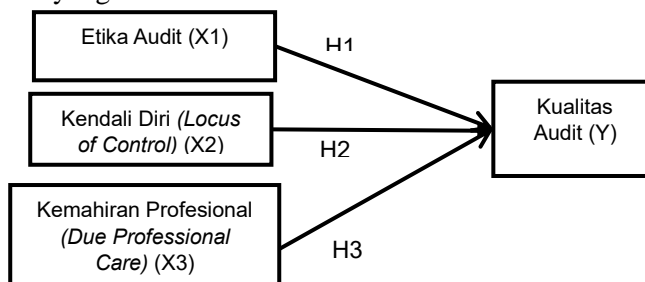 Etika Audit (X1)
H1
Kendali Diri (Locus
of Control) (X2)
H2
Kualitas
Audit (Y)
Kemahiran Profesional
(Due Professional
Care) (X3)
H3